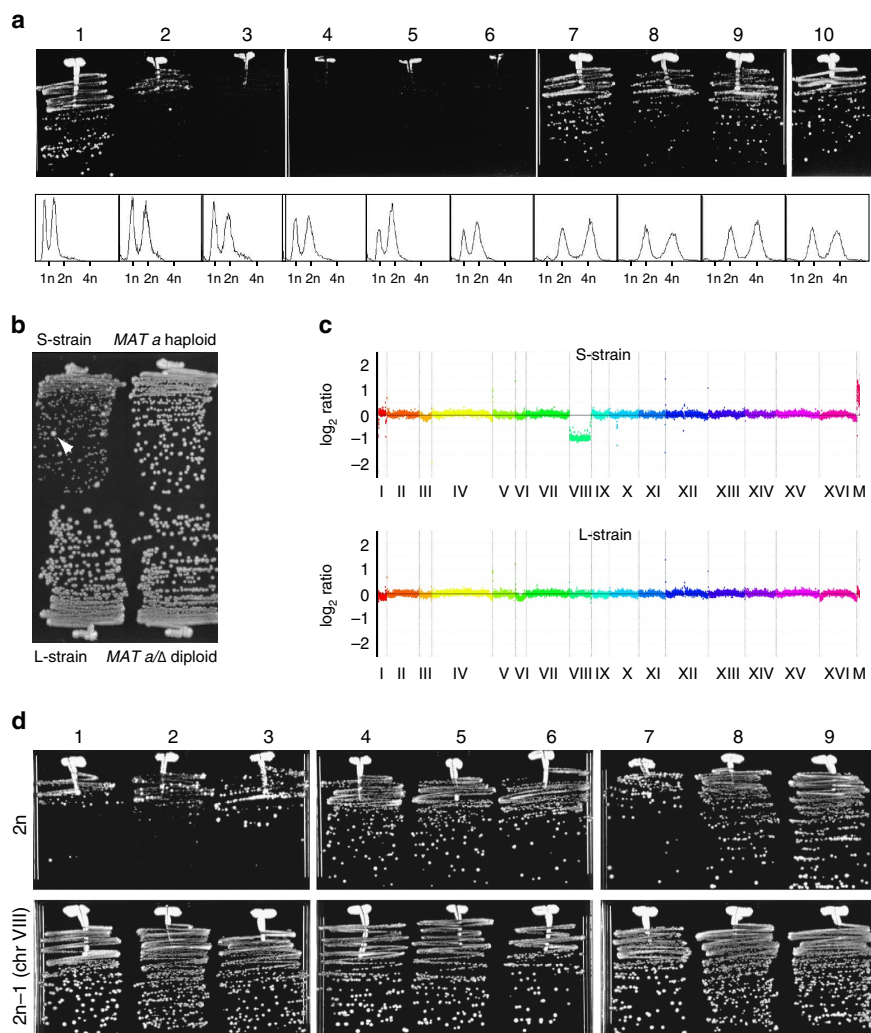 a
1 2 3 4 5 6 7 8 9 10
1n 2n 4n 1n 2n 4n 1n 2n 4n 1n 2n 4n 1n 2n 4n 1n 2n 4n 1n 2n 4n 1n 2n 4n 1n 2n 4n 1n 2n 4n
b
S-strain MAT a haploid
L-strain MAT a/Δ diploid
c
S-strain
2
1
0
−1
−2
log2 ratio
I II III IV V VI VII VIII IX X XI XII XIII XIV XV XVI M
L-strain
2
1
0
−1
−2
log2 ratio
I II III IV V VI VII VIII IX X XI XII XIII XIV XV XVI M
d
1 2 3 4 5 6 7 8 9
2n
2n−1 (chr VIII)